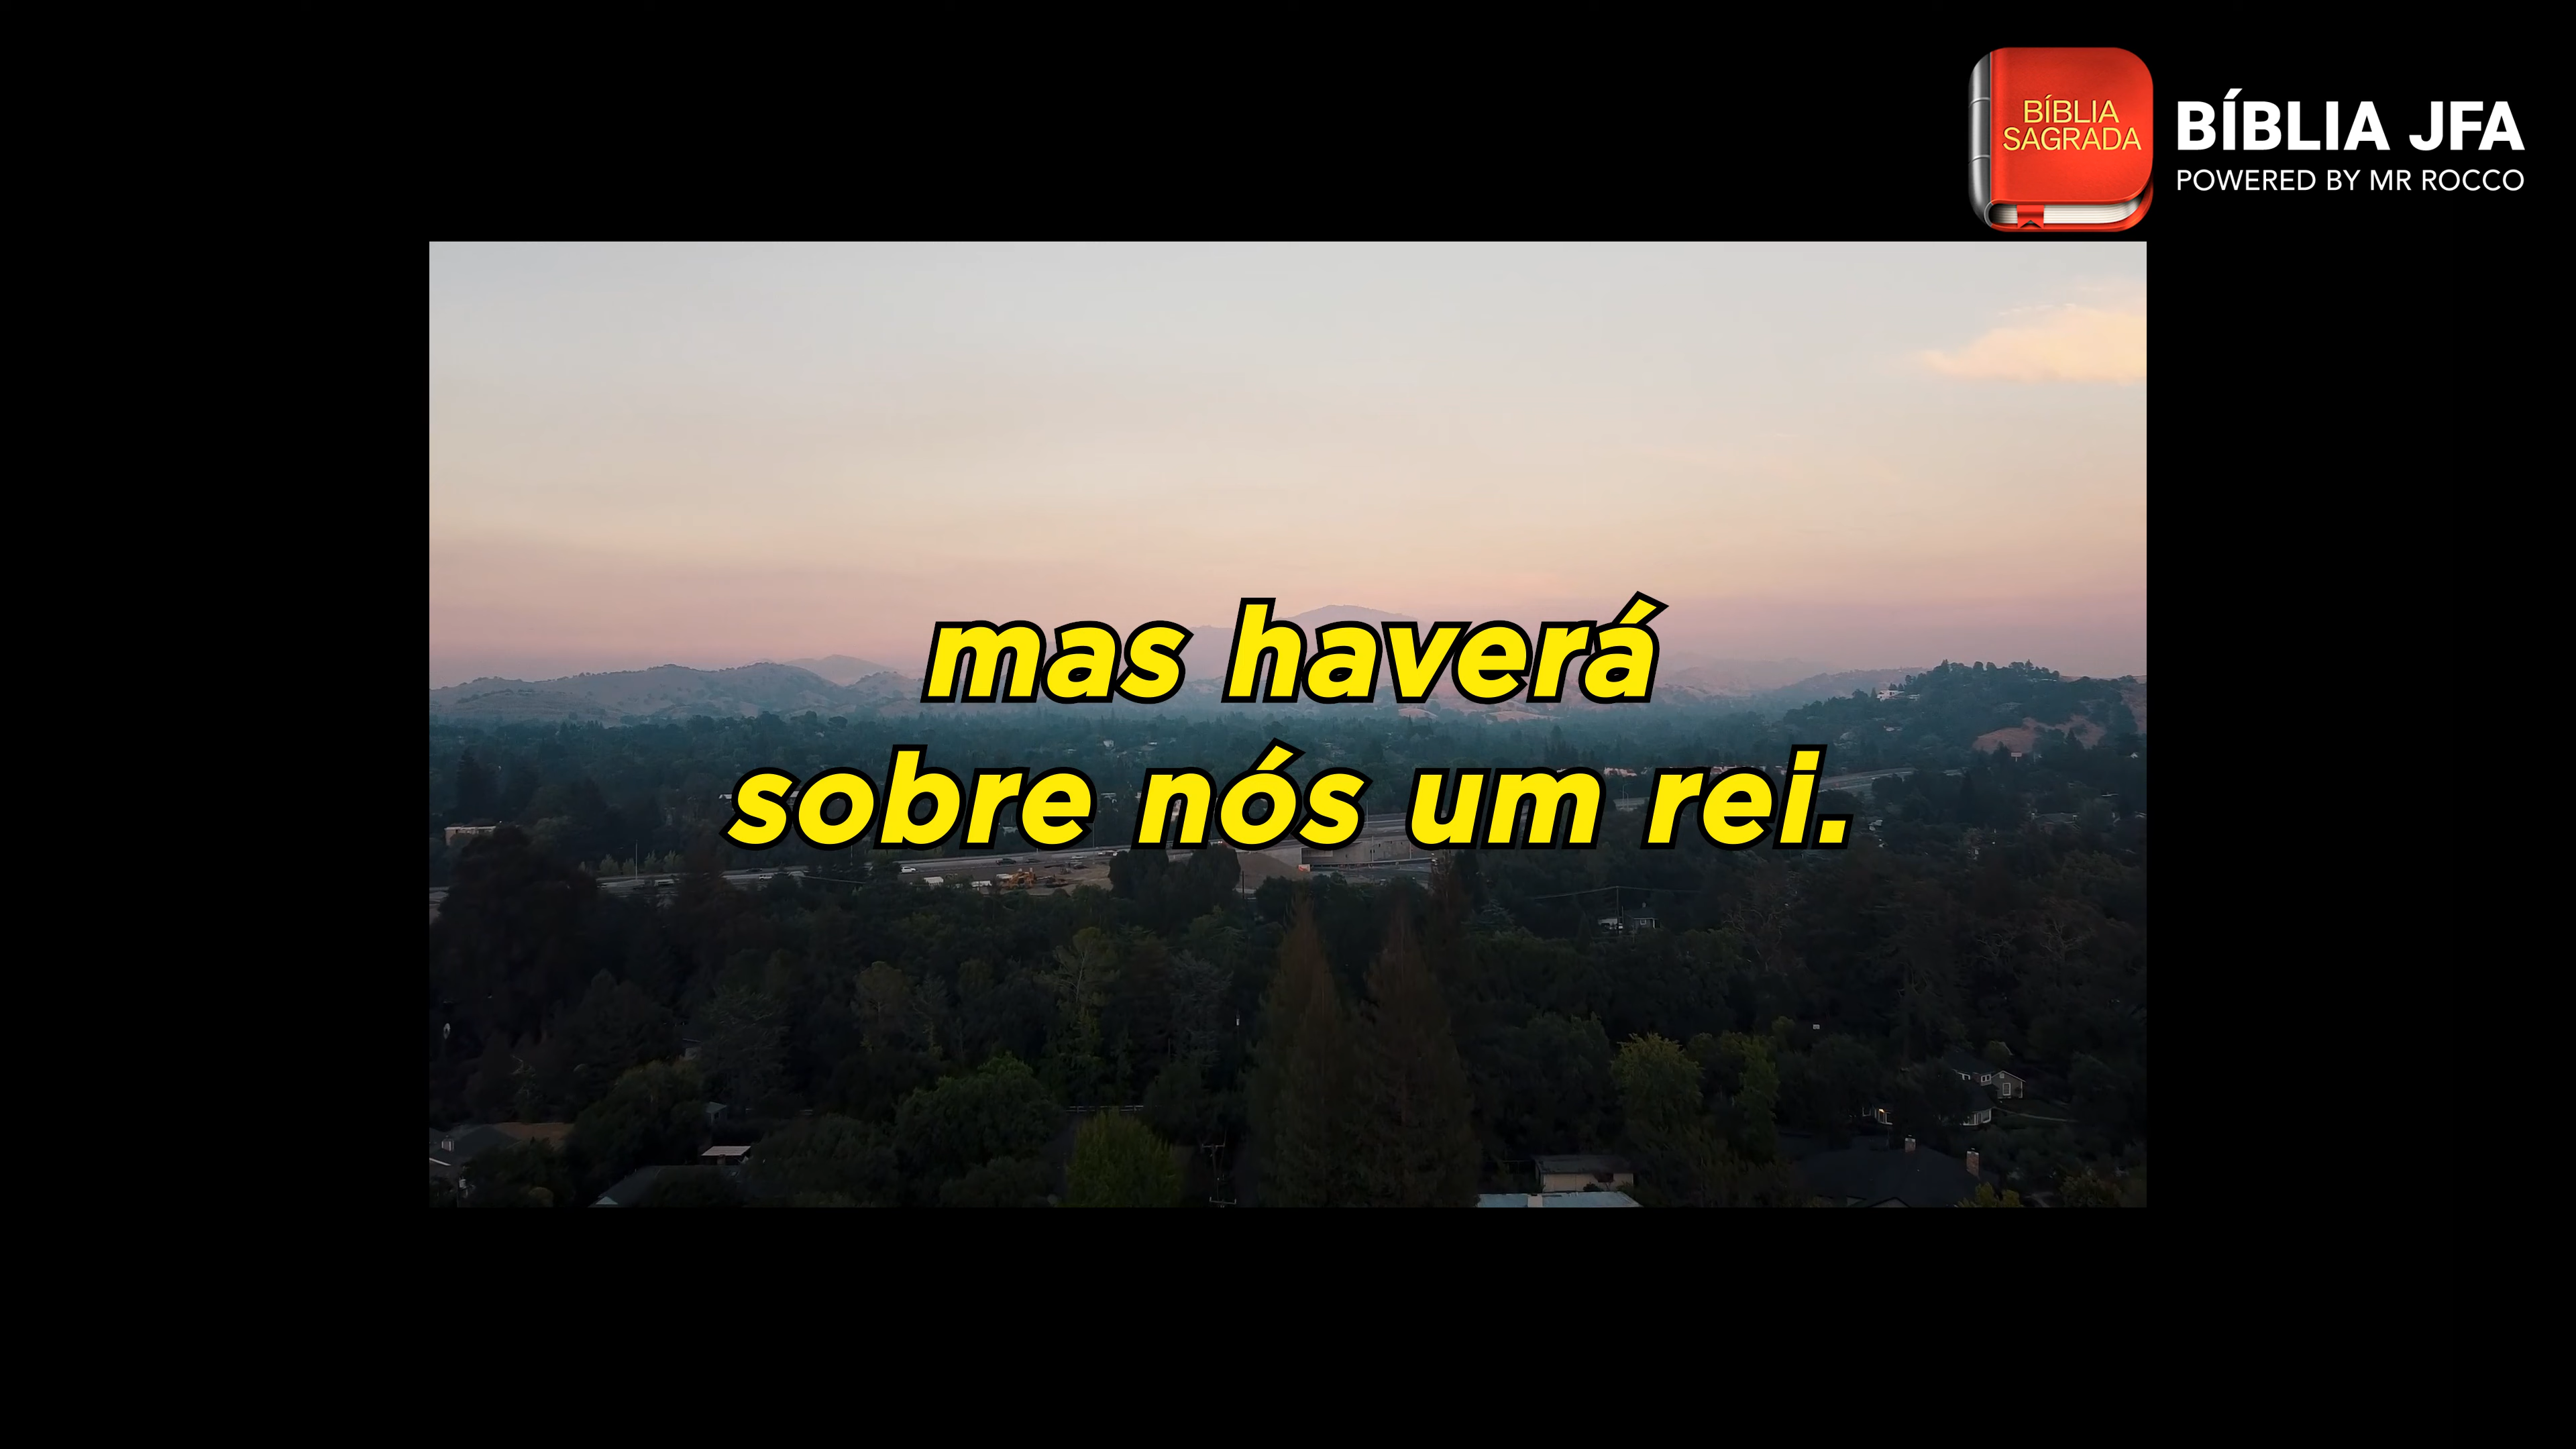 BÍBLIA
SAGRADA
BÍBLIA JFA
POWERED BY MR ROCCO
mas haverá
sobre nós um rei.